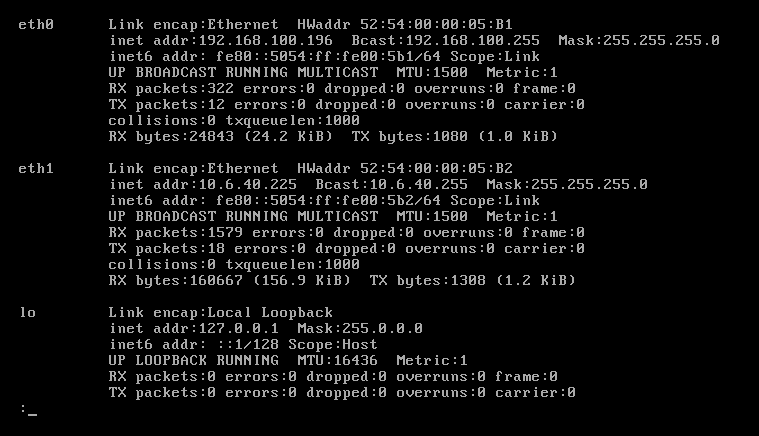 eth0      Link encap:Ethernet  HWaddr 52:54:00:00:05:B1
          inet addr:192.168.100.196  Bcast:192.168.100.255  Mask:255.255.255.0
          inet6 addr: fe80::5054:ff:fe00:5b1/64 Scope:Link
          UP BROADCAST RUNNING MULTICAST  MTU:1500  Metric:1
          RX packets:322 errors:0 dropped:0 overruns:0 frame:0
          TX packets:12 errors:0 dropped:0 overruns:0 carrier:0
          collisions:0 txqueuelen:1000
          RX bytes:24843 (24.2 KiB)  TX bytes:1080 (1.0 KiB)

eth1      Link encap:Ethernet  HWaddr 52:54:00:00:05:B2
          inet addr:10.6.40.225  Bcast:10.6.40.255  Mask:255.255.255.0
          inet6 addr: fe80::5054:ff:fe00:5b2/64 Scope:Link
          UP BROADCAST RUNNING MULTICAST  MTU:1500  Metric:1
          RX packets:1579 errors:0 dropped:0 overruns:0 frame:0
          TX packets:18 errors:0 dropped:0 overruns:0 carrier:0
          collisions:0 txqueuelen:1000
          RX bytes:160667 (156.9 KiB)  TX bytes:1308 (1.2 KiB)

lo        Link encap:Local Loopback
          inet addr:127.0.0.1  Mask:255.0.0.0
          inet6 addr: ::1/128 Scope:Host
          UP LOOPBACK RUNNING  MTU:16436  Metric:1
          RX packets:0 errors:0 dropped:0 overruns:0 frame:0
          TX packets:0 errors:0 dropped:0 overruns:0 carrier:0
:_